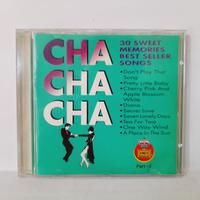 CHA
CHA
CHA
30 SWEET
MEMORIES
BEST SELLER
SONGS
•Don't Play That
Song
•Pretty Little Baby
•Cherry Pink And
Apple Blossom
White
•Diana
•Secret Love
•Seven Lonely Days
•Tea For Two
•One Way Wind
•A Place In The Sun
Part - 2